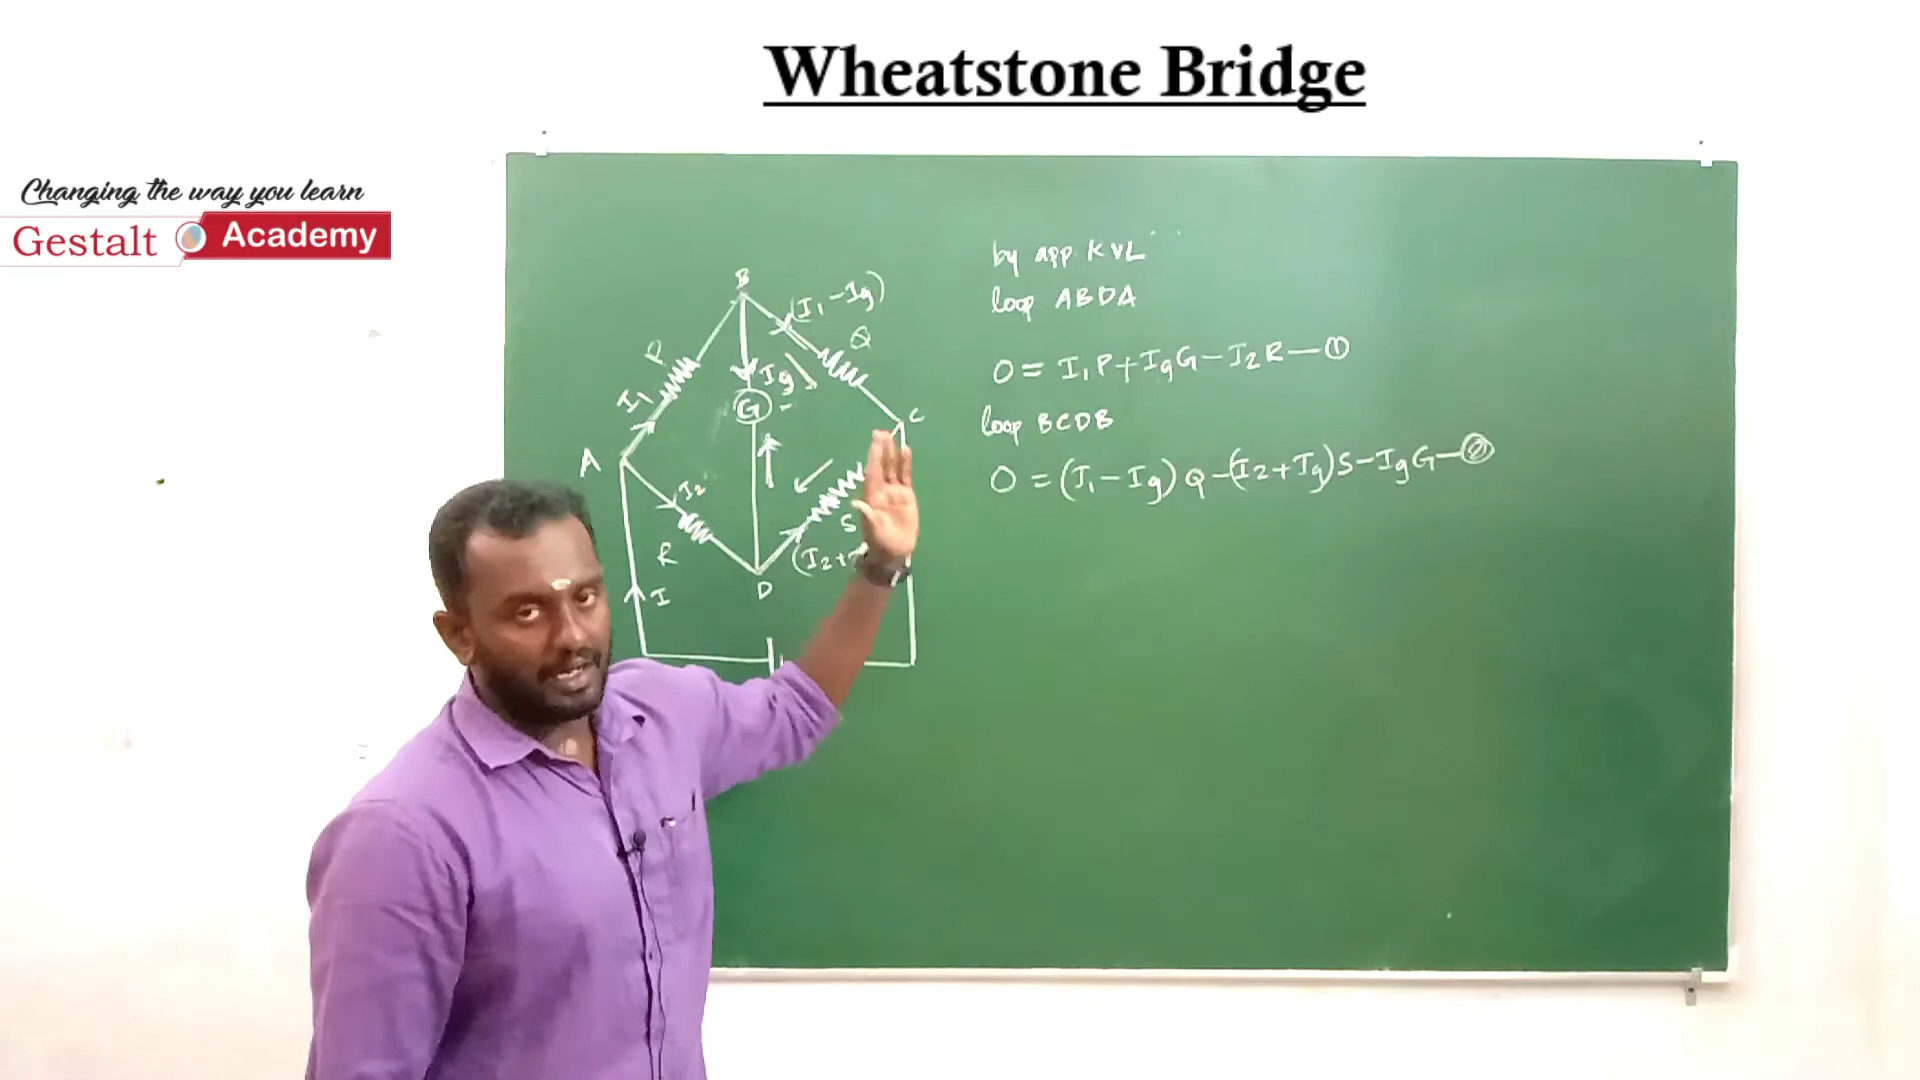 Wheatstone Bridge
Changing the way you learn
Gestalt Academy
by app. KVL
loop ABDA
0 = I₁P + IgG - I₂R — ①
loop BCDB
0 = (I₁ - Ig) Q - (I₂ + Ig) S - IgG — ②
B
(I₁ - Ig)
Q
P
I₁
Ig
G
C
A
I₂
S
R
(I₂+
D
I